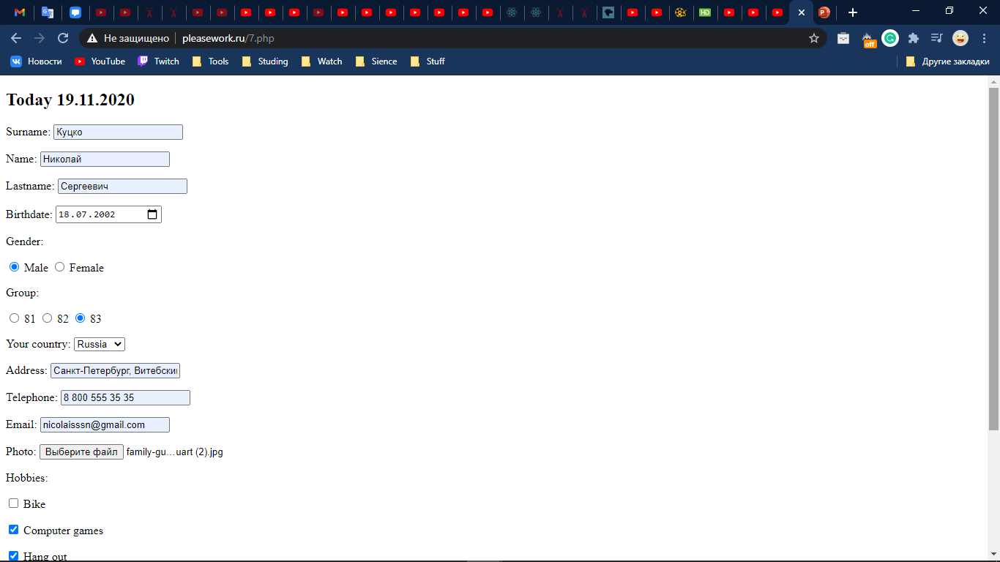 Не защищено pleasework.ru/7.php
off
HD
P
Новости YouTube Twitch Tools Studing Watch Sience Stuff Другие закладки
Today 19.11.2020
Surname: Куцко
Name: Николай
Lastname: Сергеевич
Birthdate: 18.07.2002
Gender:
Male Female
Group:
81 82 83
Your country: Russia
Address: Санкт-Петербург, Витебски
Telephone: 8 800 555 35 35
Email: nicolaisssn@gmail.com
Photo: Выберите файл family-gu…uart (2).jpg
Hobbies:
Bike
Computer games
Hang out